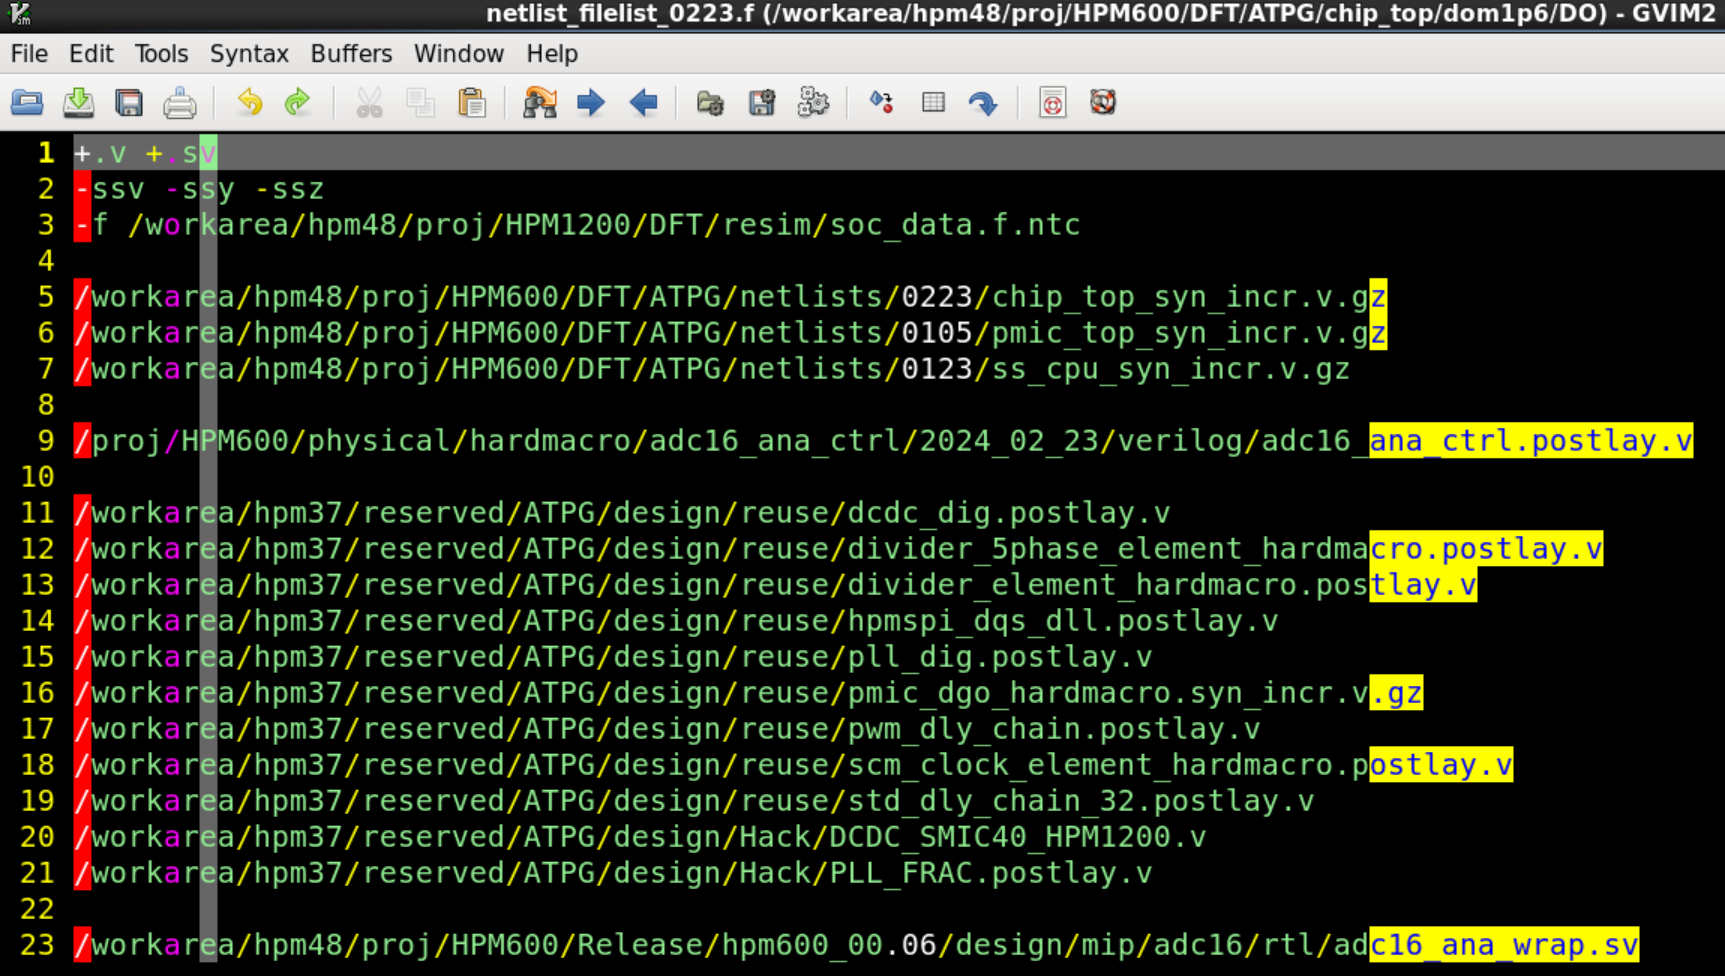 netlist_filelist_0223.f (/workarea/hpm48/proj/HPM600/DFT/ATPG/chip_top/dom1p6/DO) - GVIM2
File Edit Tools Syntax Buffers Window Help
1 +.v +.sv
2 -ssv -ssy -ssz
3 -f /workarea/hpm48/proj/HPM1200/DFT/resim/soc_data.f.ntc
4
5 /workarea/hpm48/proj/HPM600/DFT/ATPG/netlists/0223/chip_top_syn_incr.v.gz
6 /workarea/hpm48/proj/HPM600/DFT/ATPG/netlists/0105/pmic_top_syn_incr.v.gz
7 /workarea/hpm48/proj/HPM600/DFT/ATPG/netlists/0123/ss_cpu_syn_incr.v.gz
8
9 /proj/HPM600/physical/hardmacro/adc16_ana_ctrl/2024_02_23/verilog/adc16_ana_ctrl.postlay.v
10
11 /workarea/hpm37/reserved/ATPG/design/reuse/dcdc_dig.postlay.v
12 /workarea/hpm37/reserved/ATPG/design/reuse/divider_5phase_element_hardmacro.postlay.v
13 /workarea/hpm37/reserved/ATPG/design/reuse/divider_element_hardmacro.postlay.v
14 /workarea/hpm37/reserved/ATPG/design/reuse/hpmspi_dqs_dll.postlay.v
15 /workarea/hpm37/reserved/ATPG/design/reuse/pll_dig.postlay.v
16 /workarea/hpm37/reserved/ATPG/design/reuse/pmic_dgo_hardmacro.syn_incr.v.gz
17 /workarea/hpm37/reserved/ATPG/design/reuse/pwm_dly_chain.postlay.v
18 /workarea/hpm37/reserved/ATPG/design/reuse/scm_clock_element_hardmacro.postlay.v
19 /workarea/hpm37/reserved/ATPG/design/reuse/std_dly_chain_32.postlay.v
20 /workarea/hpm37/reserved/ATPG/design/Hack/DCDC_SMIC40_HPM1200.v
21 /workarea/hpm37/reserved/ATPG/design/Hack/PLL_FRAC.postlay.v
22
23 /workarea/hpm48/proj/HPM600/Release/hpm600_00.06/design/mip/adc16/rtl/adc16_ana_wrap.sv